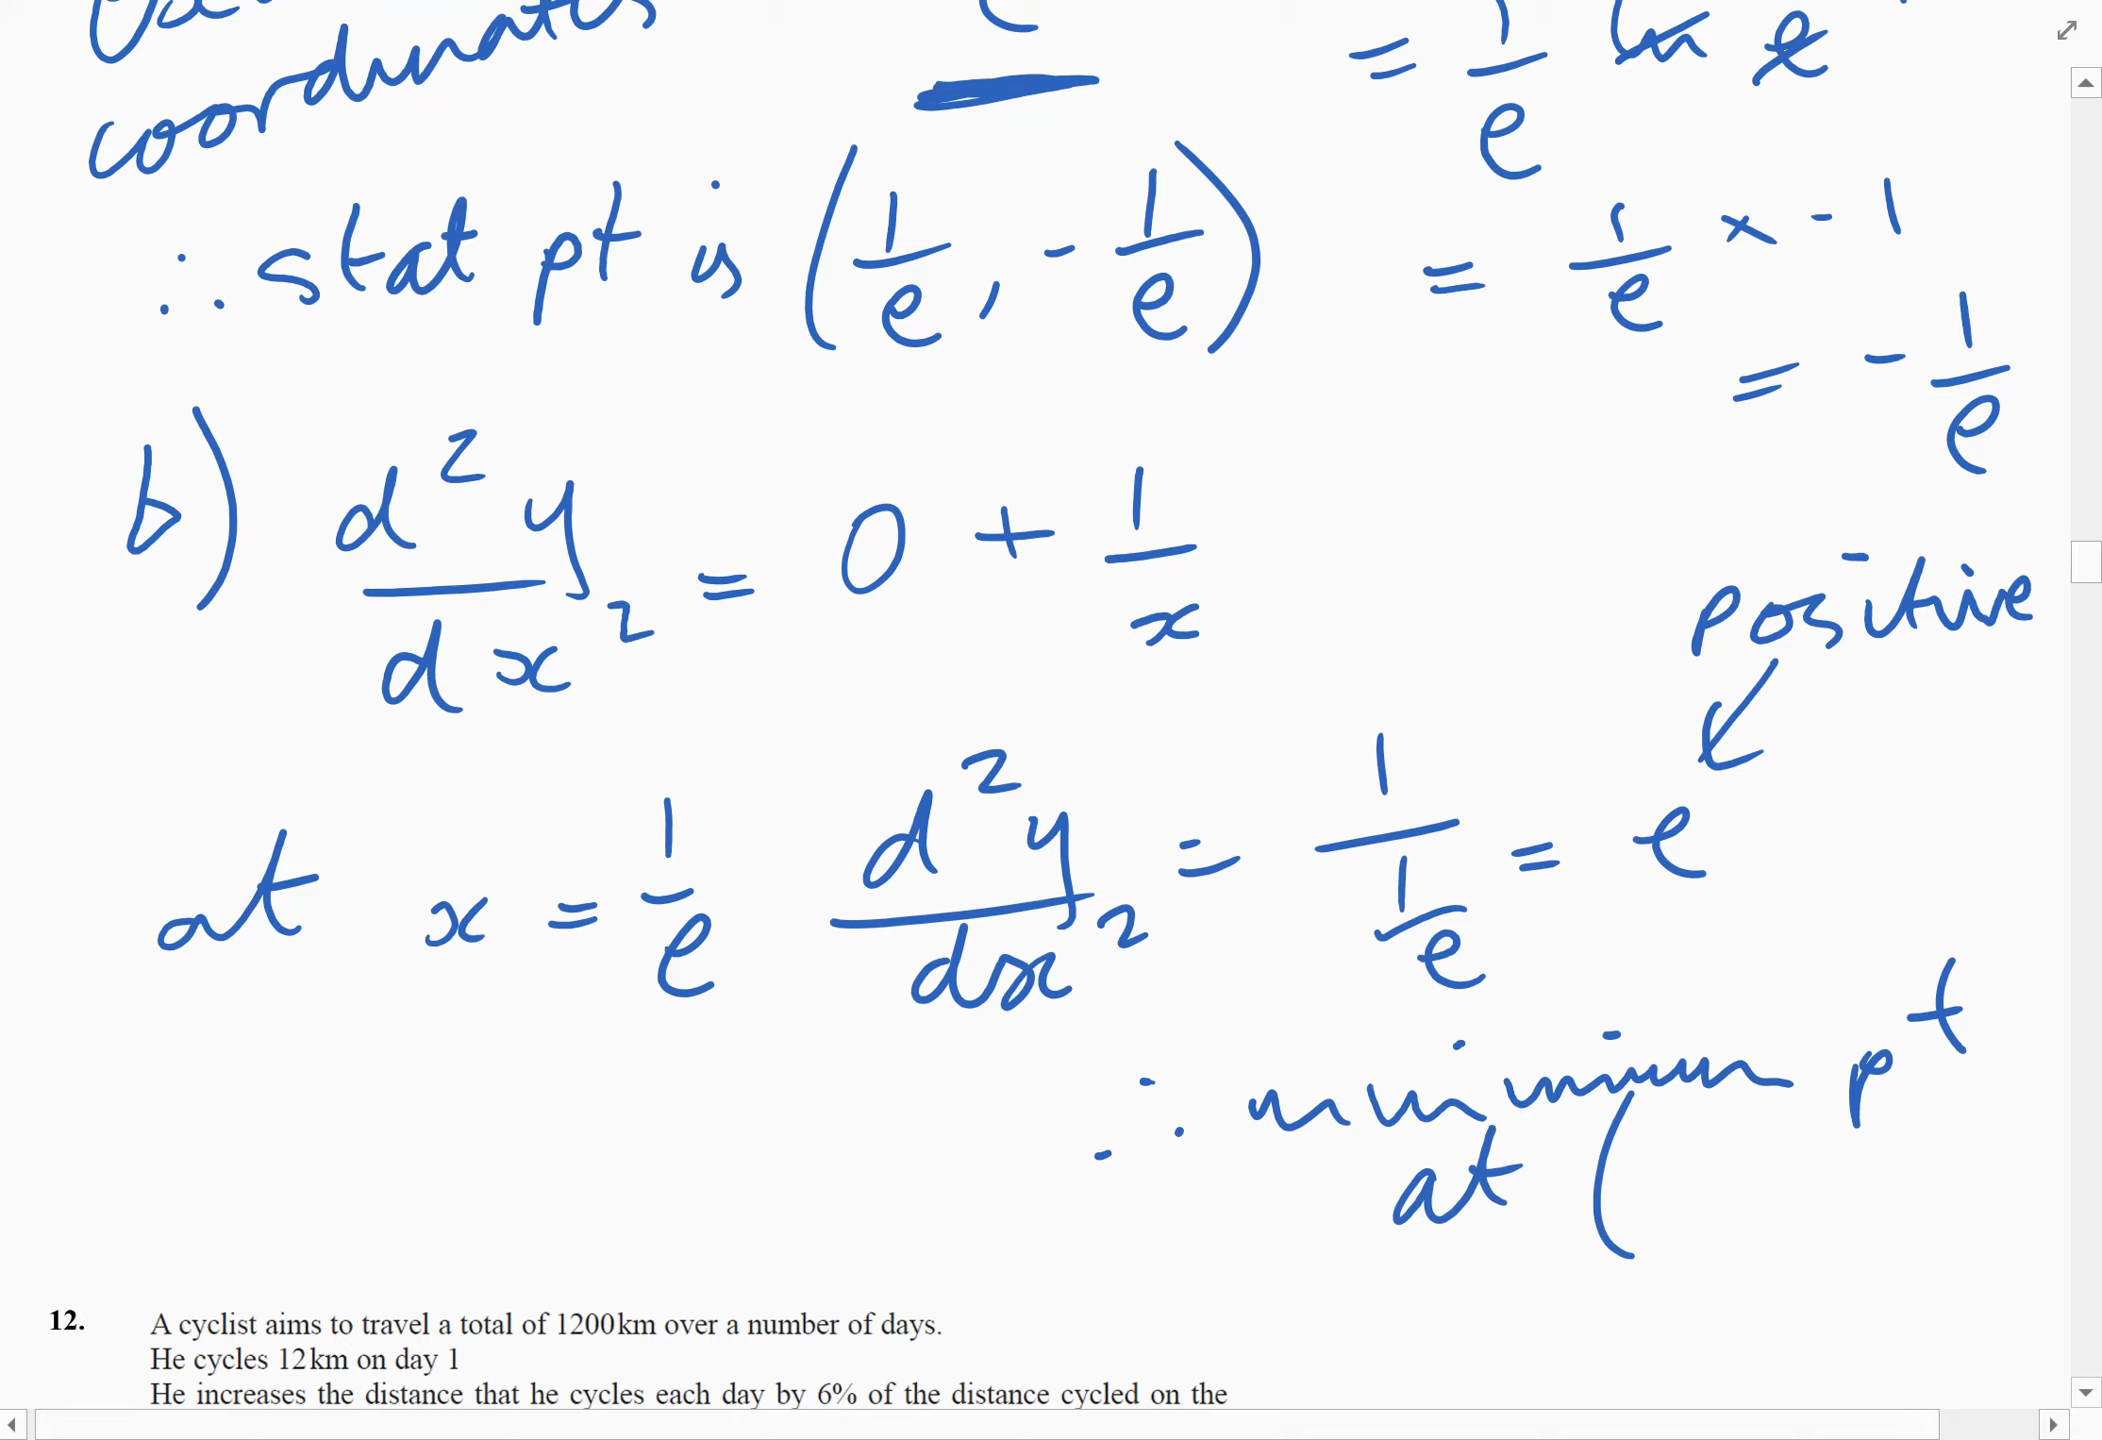 coordinates
= 1/e ln e
∴ stat pt is (1/e, -1/e)
= 1/e × -1
= -1/e
b) d²y/dx² = 0 + 1/x
positive
at x = 1/e d²y/dx² = 1/(1/e) = e
∴ minimum pt
at (
12. A cyclist aims to travel a total of 1200 km over a number of days.
He cycles 12 km on day 1
He increases the distance that he cycles each day by 6% of the distance cycled on the